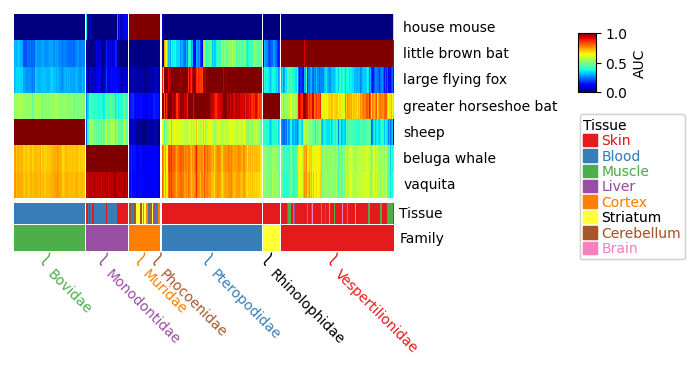 house mouse
little brown bat
large flying fox
greater horseshoe bat
sheep
beluga whale
vaquita
Tissue
Family
Bovidae
Monodontidae
Muridae
Phocoenidae
Pteropodidae
Rhinolophidae
Vespertilionidae
1.0
0.5
0.0
AUC
Tissue
Skin
Blood
Muscle
Liver
Cortex
Striatum
Cerebellum
Brain